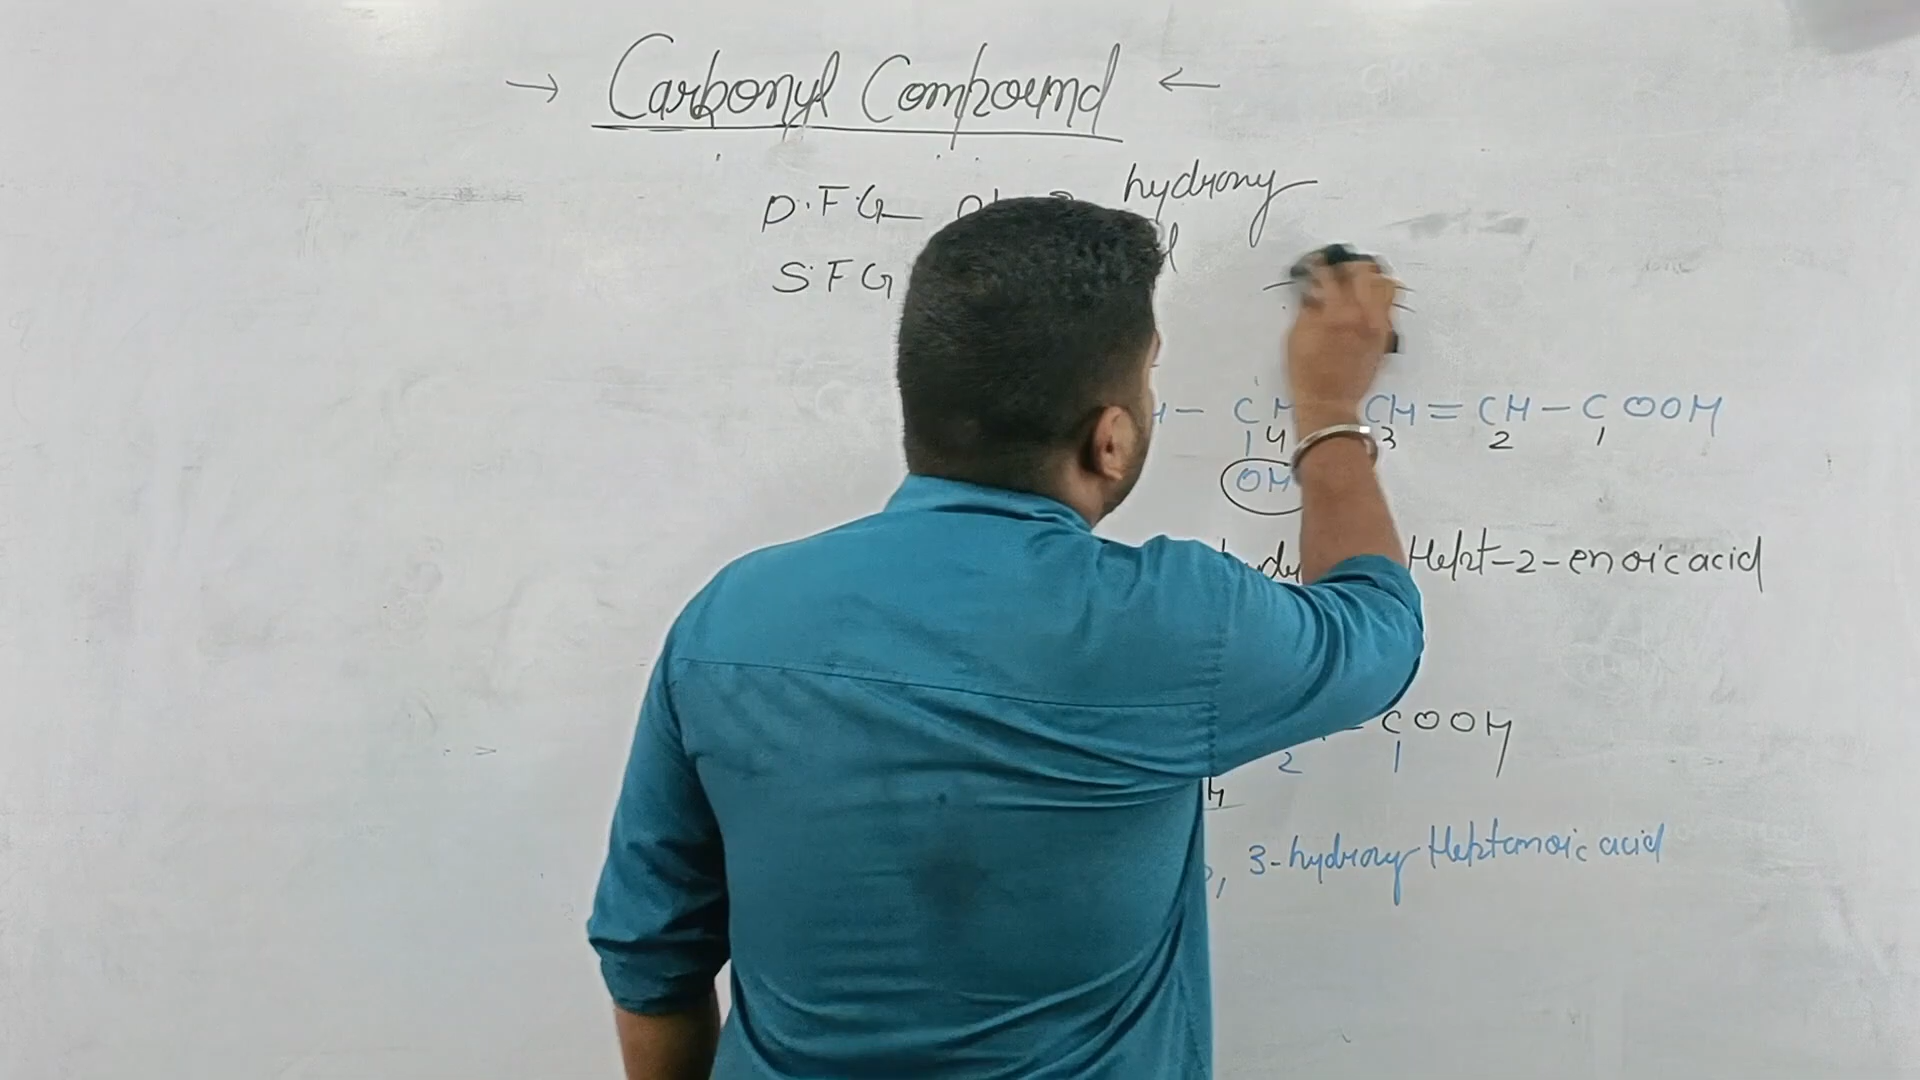 → Carbonyl Compound ←
P.F.G hydroxy
S.F.G
– CH CH = CH – COOH
4 3 2 1
OH
Hept-2-enoic acid
– COOH
2 1
, 3-hydroxy Heptanoic acid